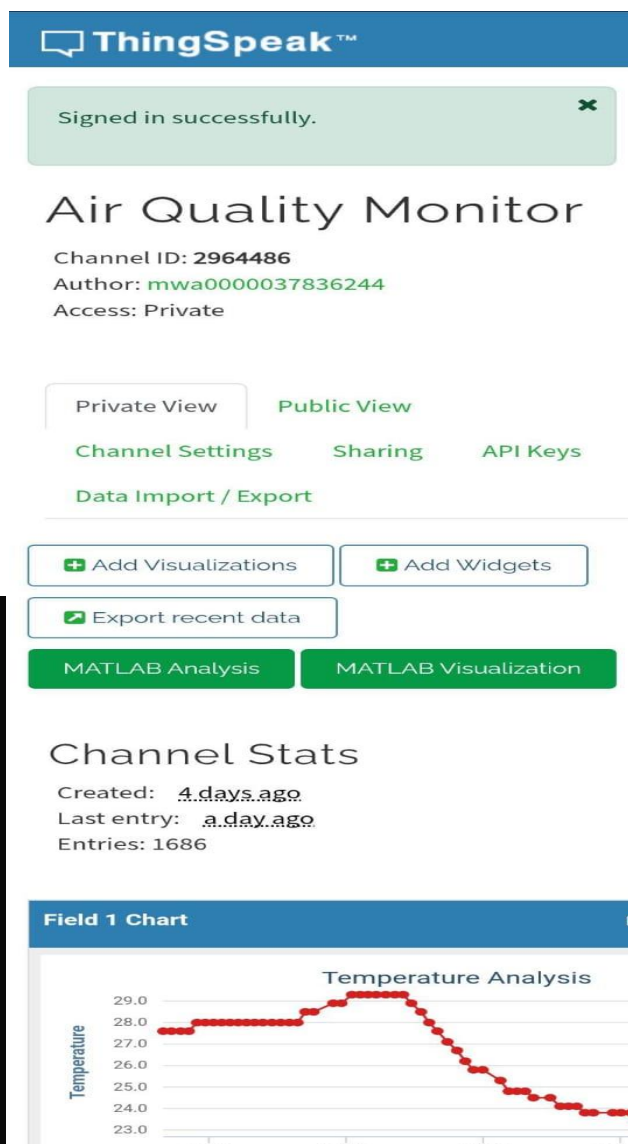 ThingSpeak™
Signed in successfully.
Air Quality Monitor
Channel ID: 2964486
Author: mwa0000037836244
Access: Private
Private View Public View
Channel Settings Sharing API Keys
Data Import / Export
Add Visualizations Add Widgets
Export recent data
MATLAB Analysis MATLAB Visualization
Channel Stats
Created: 4 days ago
Last entry: a day ago
Entries: 1686
Field 1 Chart
Temperature Analysis
Temperature
29.0
28.0
27.0
26.0
25.0
24.0
23.0